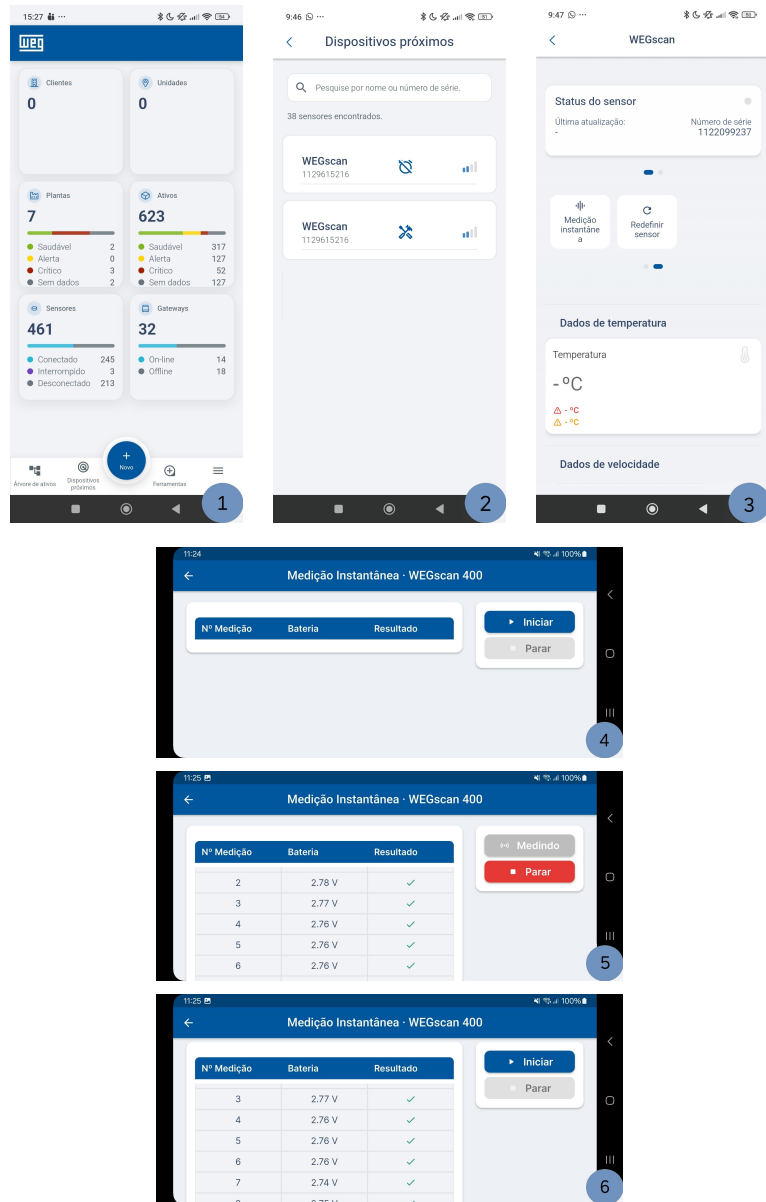 15:27 ... 54
weg
Clientes
0
Unidades
0
Plantas
7
Saudável 2
Alerta 0
Crítico 3
Sem dados 2
Ativos
623
Saudável 317
Alerta 127
Crítico 52
Sem dados 127
Sensores
461
Conectado 245
Interrompido 3
Desconectado 213
Gateways
32
On-line 14
Offline 18
Árvore de ativos
Dispositivos
próximos
+
Novo
Ferramentas
1
9:46 ... 51
Dispositivos próximos
Pesquise por nome ou número de série.
38 sensores encontrados.
WEGscan
1129615216
WEGscan
1129615216
2
9:47 ... 50
WEGscan
Status do sensor
Última atualização:
-
Número de série
1122099237
Medição
instantâne
a
Redefinir
sensor
Dados de temperatura
Temperatura
- ºC
- ºC
- ºC
Dados de velocidade
3
11:24 100%
Medição Instantânea · WEGscan 400
Nº Medição Bateria Resultado
Iniciar
Parar
4
11:25 100%
Medição Instantânea · WEGscan 400
Nº Medição Bateria Resultado
2 2.78 V
3 2.77 V
4 2.76 V
5 2.76 V
6 2.76 V
Medindo
Parar
5
11:25 100%
Medição Instantânea · WEGscan 400
Nº Medição Bateria Resultado
3 2.77 V
4 2.76 V
5 2.76 V
6 2.76 V
7 2.74 V
Iniciar
Parar
6